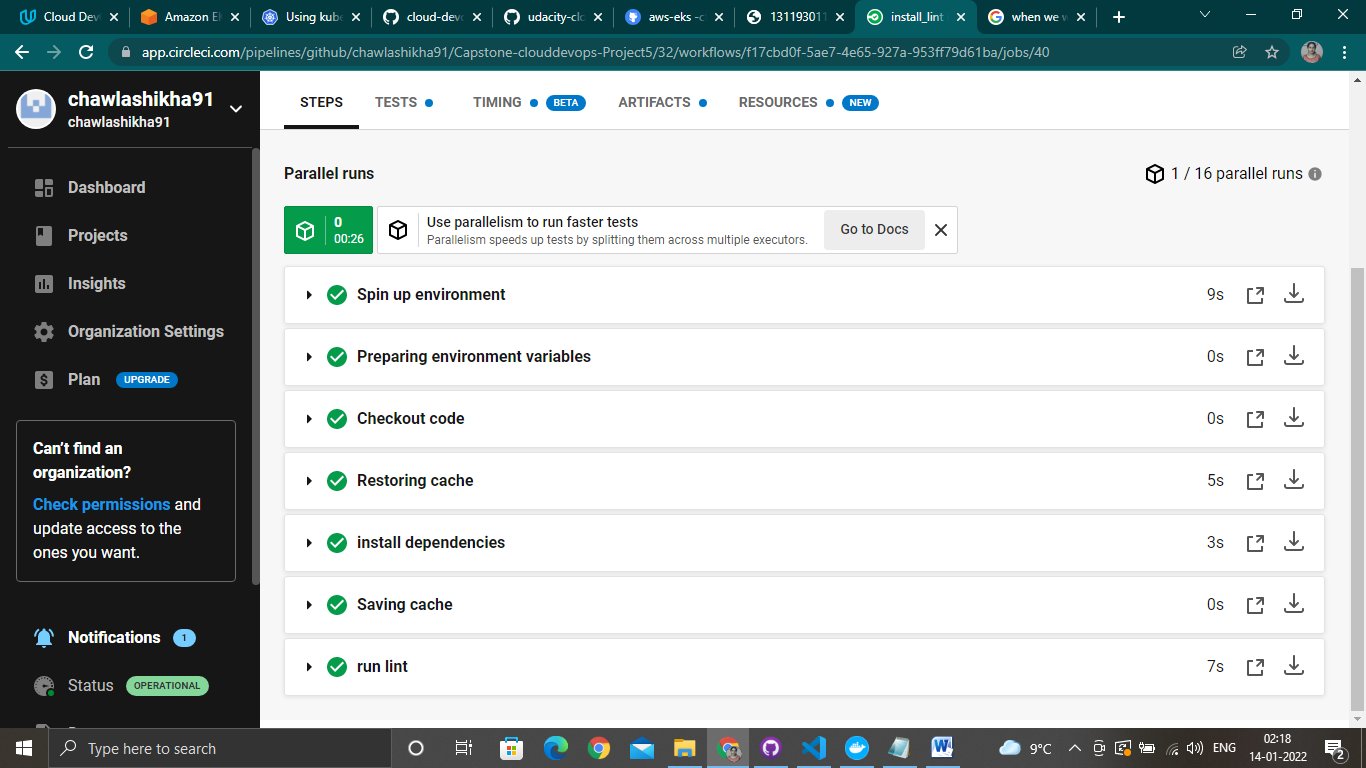 Cloud Dev
Amazon E
Using kube
cloud-dev
udacity-clo
aws-eks -c
131193011
install_lint
when we w
app.circleci.com/pipelines/github/chawlashikha91/Capstone-clouddevops-Project5/32/workflows/f17cbd0f-5ae7-4e65-927a-953ff79d61ba/jobs/40
chawlashikha91
chawlashikha91
Dashboard
Projects
Insights
Organization Settings
Plan UPGRADE
Can't find an
organization?
Check permissions and
update access to the
ones you want.
Notifications 1
Status OPERATIONAL
STEPS TESTS TIMING BETA ARTIFACTS RESOURCES NEW
Parallel runs
1 / 16 parallel runs
0
00:26
Use parallelism to run faster tests
Parallelism speeds up tests by splitting them across multiple executors.
Go to Docs
Spin up environment 9s
Preparing environment variables 0s
Checkout code 0s
Restoring cache 5s
install dependencies 3s
Saving cache 0s
run lint 7s
Type here to search
9°C
ENG
02:18
14-01-2022
2